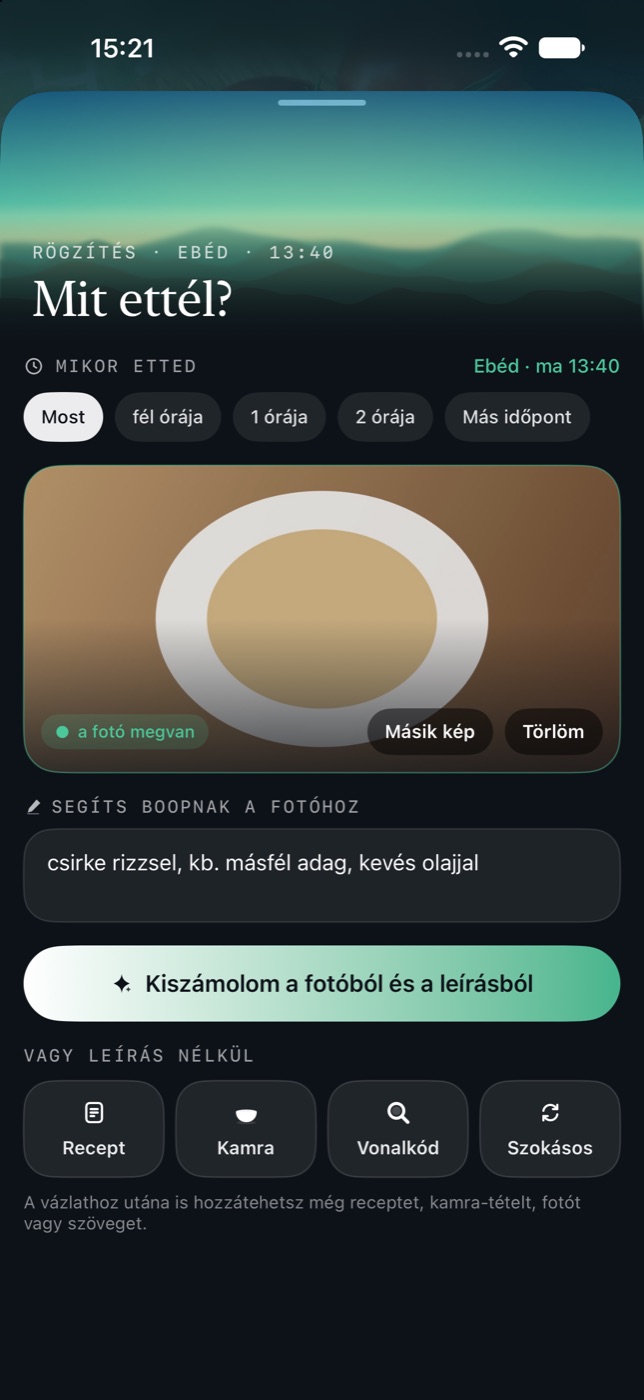 15:21
RÖGZÍTÉS · EBÉD · 13:40
Mit ettél?
MIKOR ETTED
Ebéd · ma 13:40
Most
fél órája
1 órája
2 órája
Más időpont
a fotó megvan
Másik kép
Törlöm
SEGÍTS BOOPNAK A FOTÓHOZ
csirke rizzsel, kb. másfél adag, kevés olajjal
Kiszámolom a fotóból és a leírásból
VAGY LEÍRÁS NÉLKÜL
Recept
Kamra
Vonalkód
Szokásos
A vázlathoz utána is hozzátehetsz még receptet, kamra-tételt, fotót
vagy szöveget.